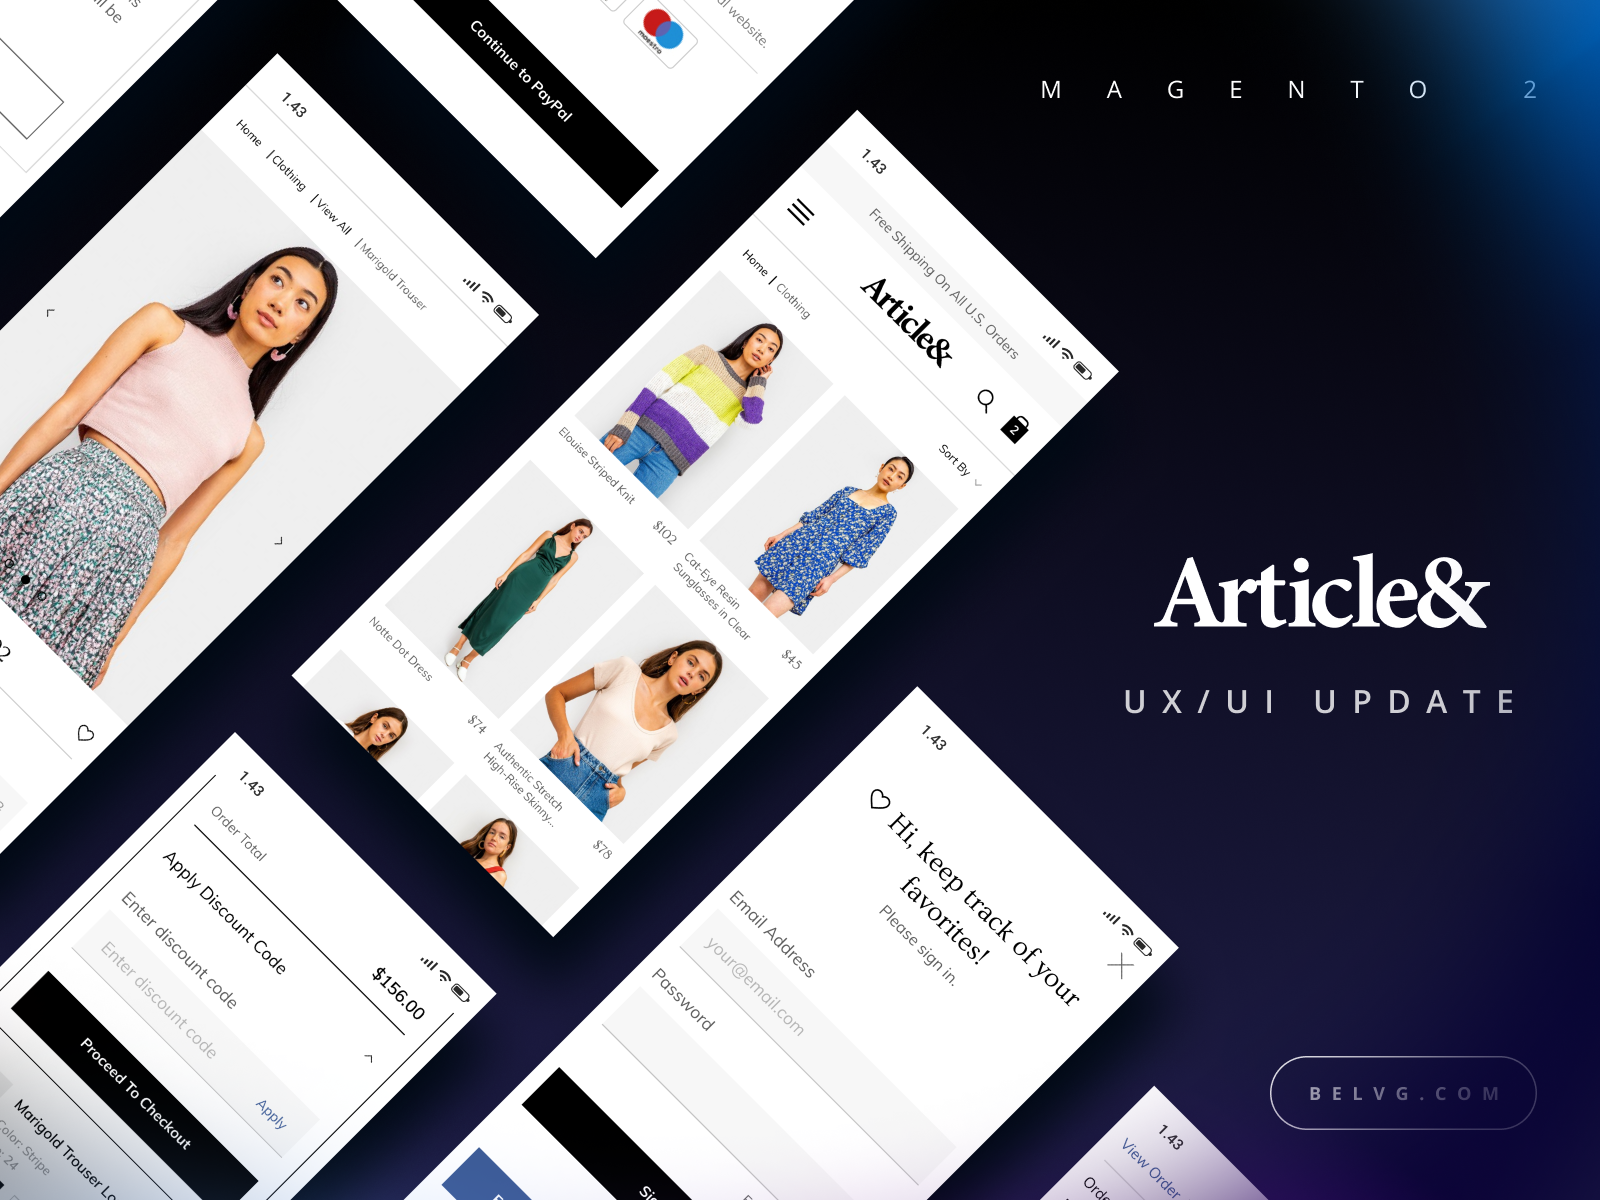 MAGENTO 2
Article&
UX/UI UPDATE
BELVG.COM
ll be
ul website.
maestro
Continue to PayPal
1.43
Home | Clothing | View All | Marigold Trouser
1.43
Free Shipping On All U.S. Orders
Article&
2
Home | Clothing
Sort By
Elouise Striped Knit
$102
Cat-Eye Resin
Sunglasses in Clear
$45
Notte Dot Dress
$74
Authentic Stretch
High-Rise Skinny...
$78
1.43
Order Total
$156.00
Apply Discount Code
Enter discount code
Enter discount code
Apply
Proceed To Checkout
Marigold Trouser Lo
Color: Stripe
: 24
1.43
Hi, keep track of your
favorites!
Please sign in.
Email Address
your@email.com
Password
Sig
1.43
View Order
Orde